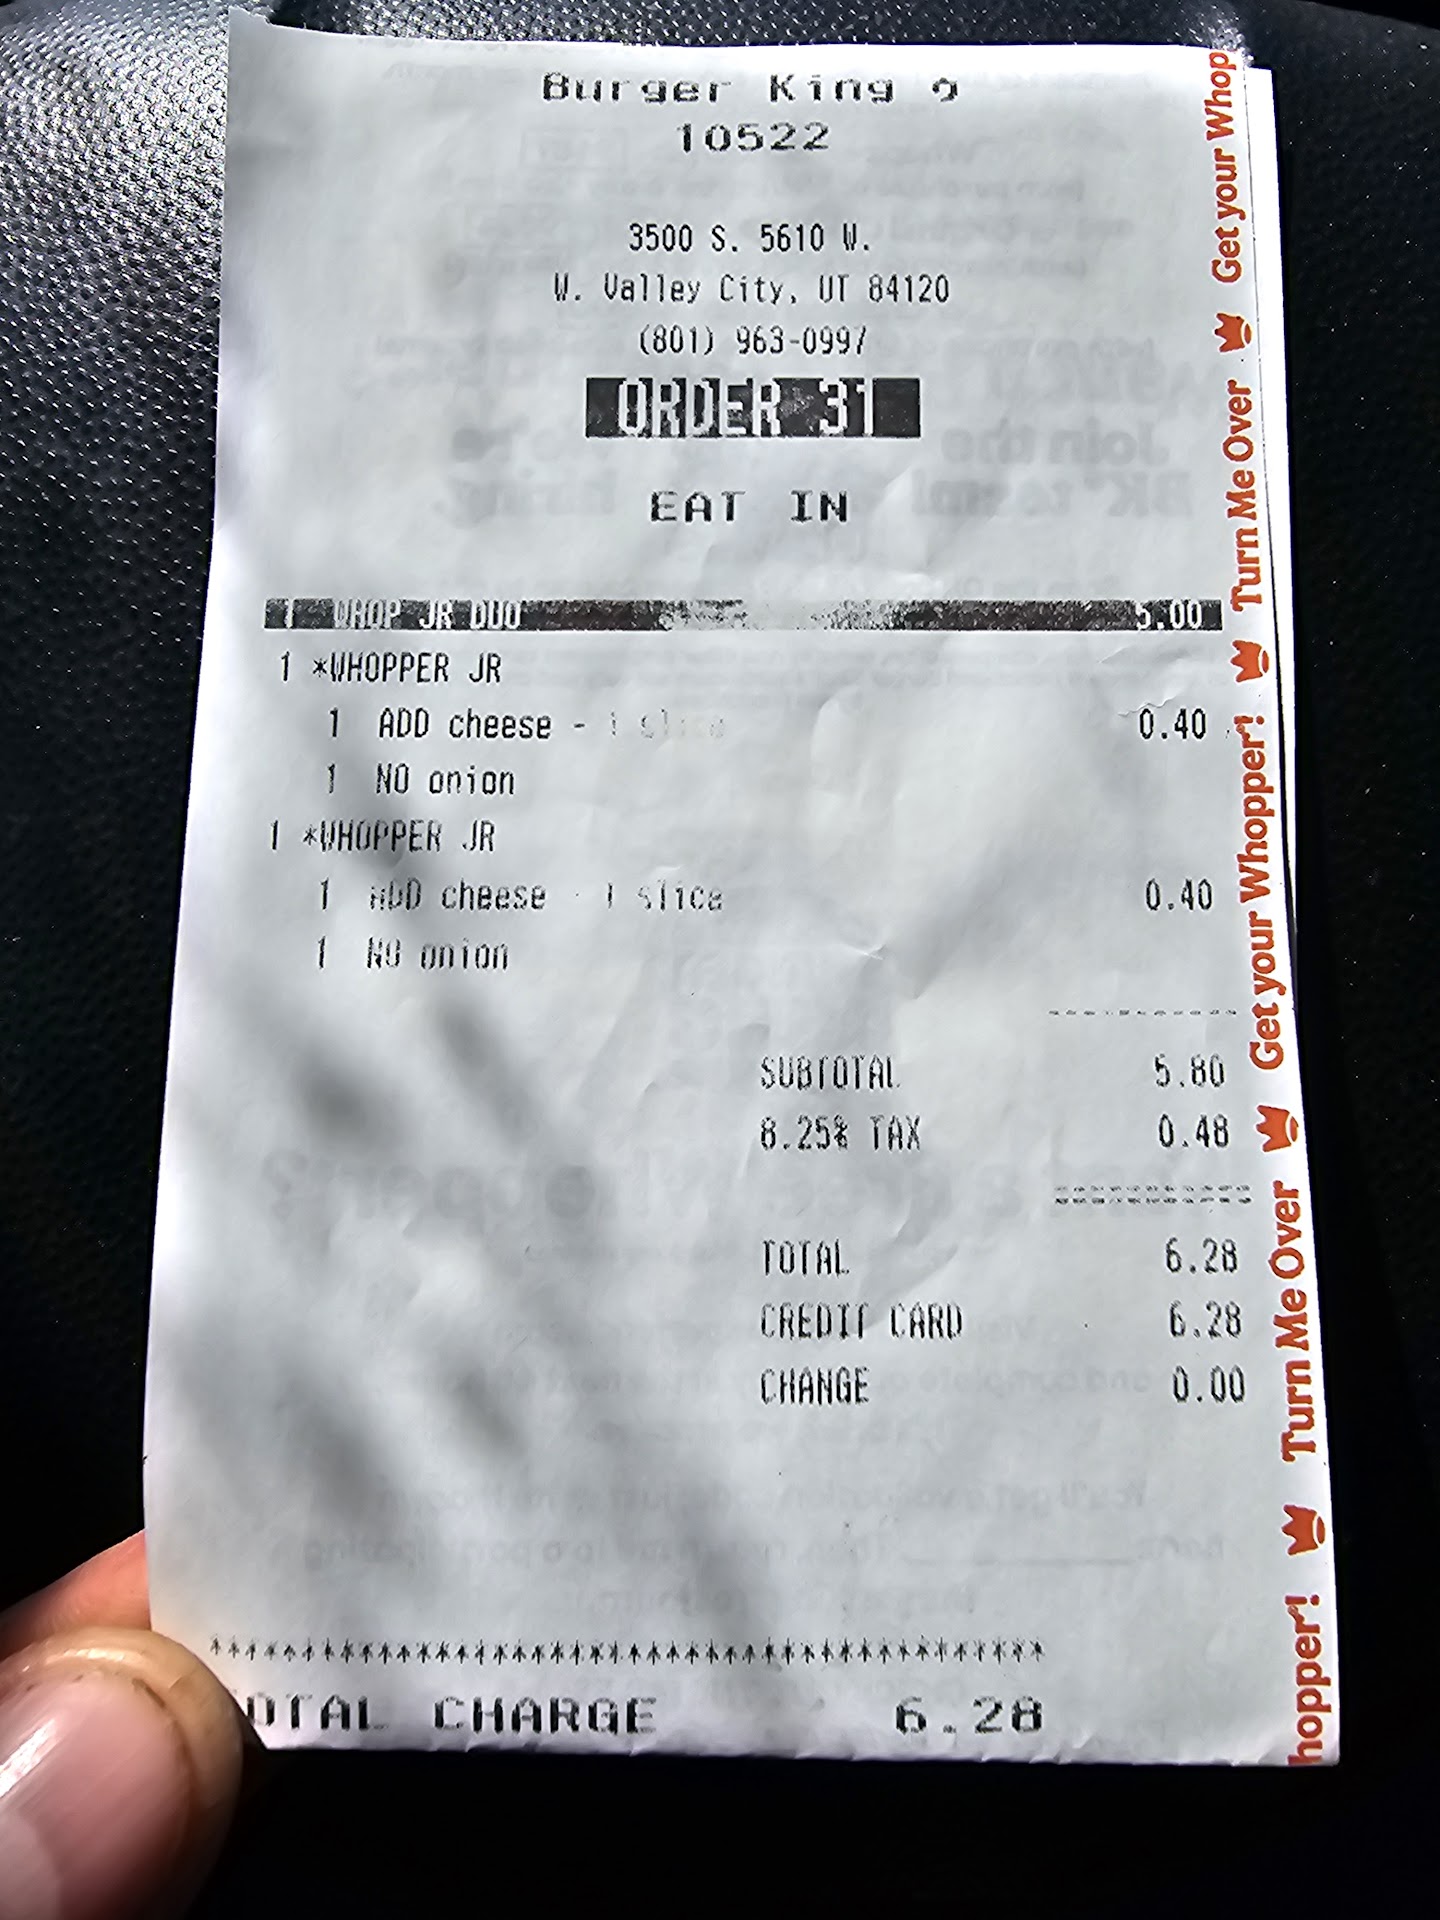 Burger King
10522
3500 S. 5610 W.
W. Valley City, UT 84120
(801) 963-0997
ORDER 31
EAT IN
1 WHOP JR DUO 5.00
1 *WHOPPER JR
1 ADD cheese - 1 slice 0.40
1 NO onion
1 *WHOPPER JR
1 ADD cheese - 1 slice 0.40
1 NO onion
------------
SUBTOTAL 5.80
8.25% TAX 0.48
============
TOTAL 6.28
CREDIT CARD 6.28
CHANGE 0.00
OTAL CHARGE 6.28
hopper! Turn Me Over Get your Whopper! Turn Me Over Get your Whop